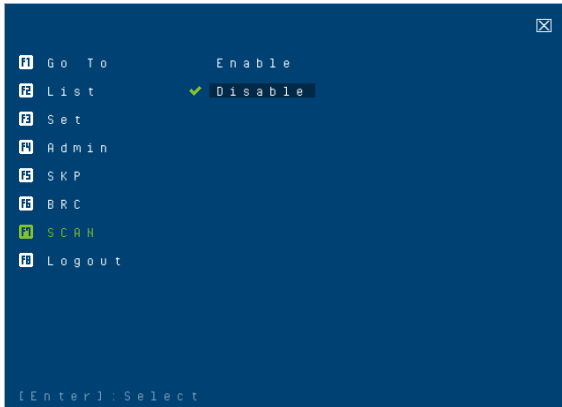 F1 Go To Enable
F2 List Disable
F3 Set
F4 Admin
F5 SKP
F6 BRC
F7 SCAN
F8 Logout
[Enter]:Select